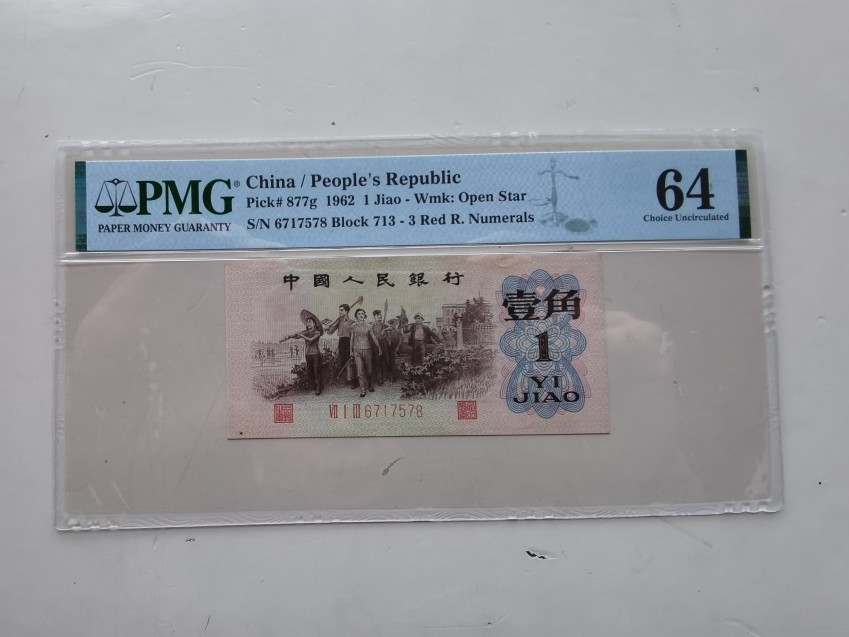 PMG®
PAPER MONEY GUARANTY
China / People's Republic
Pick# 877g 1962 1 Jiao - Wmk: Open Star
S/N 6717578 Block 713 - 3 Red R. Numerals
64
Choice Uncirculated
中國人民銀行
壹角
1
YI
JIAO
Ⅶ Ⅰ Ⅲ 6717578